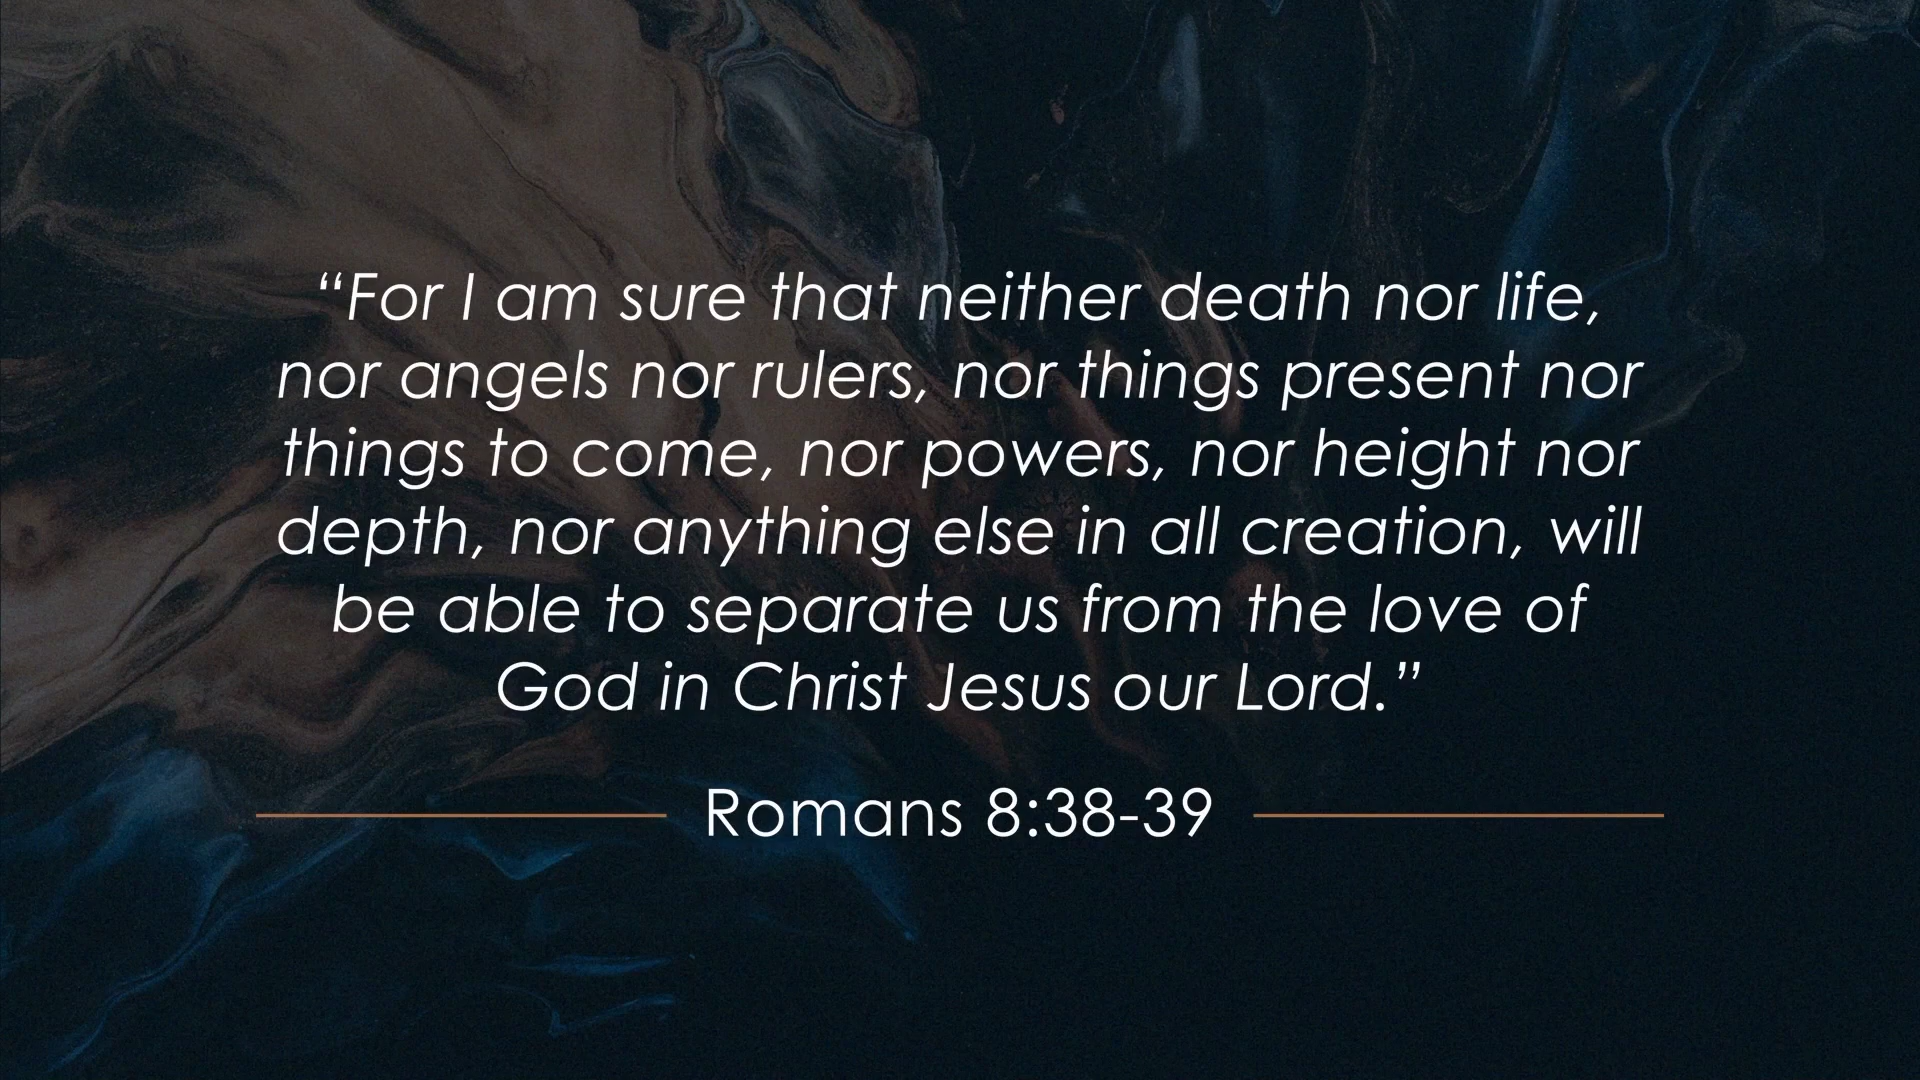 “For I am sure that neither death nor life,
nor angels nor rulers, nor things present nor
things to come, nor powers, nor height nor
depth, nor anything else in all creation, will
be able to separate us from the love of
God in Christ Jesus our Lord.”
Romans 8:38-39